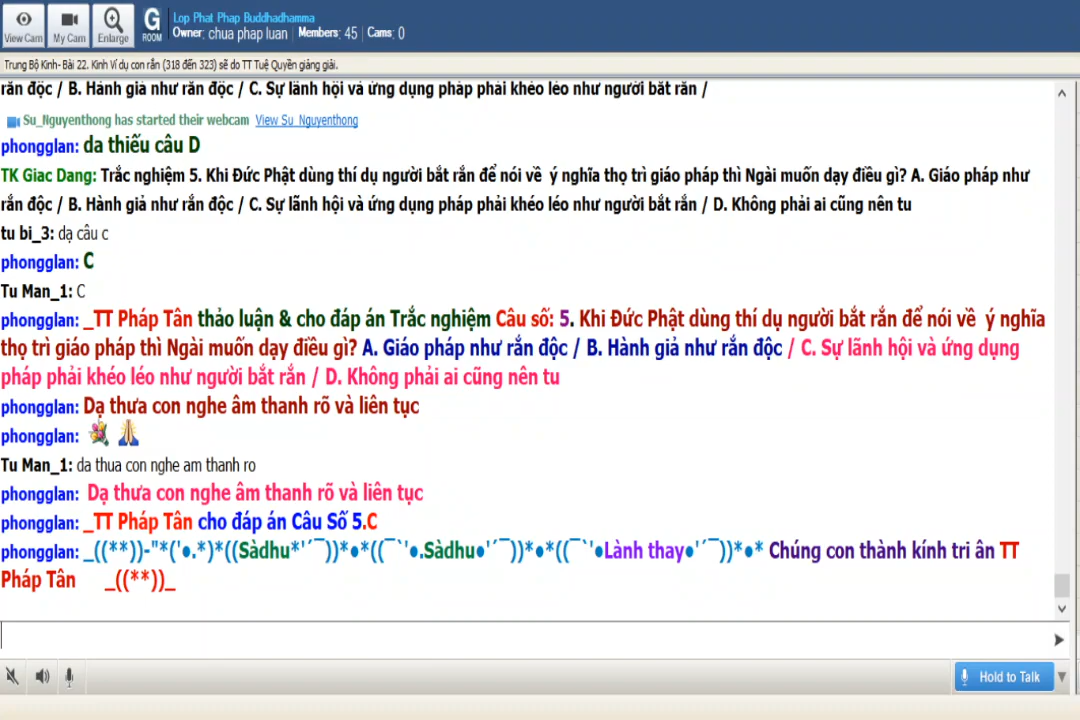 View Cam
My Cam
Enlarge
G
ROOM
Lop Phat Phap Buddhadhamma
Owner: chua phap luan | Members: 45 | Cams: 0
Trung Bộ Kinh- Bài 22. Kinh Ví dụ con rắn (318 đến 323) sẽ do TT Tuệ Quyền giảng giải.
rắn độc / B. Hành giả như rắn độc / C. Sự lãnh hội và ứng dụng pháp phải khéo léo như người bắt rắn /
Su_Nguyenthong has started their webcam View Su_Nguyenthong
phongglan: da thiếu câu D
TK Giac Dang: Trắc nghiệm 5. Khi Đức Phật dùng thí dụ người bắt rắn để nói về ý nghĩa thọ trì giáo pháp thì Ngài muốn dạy điều gì? A. Giáo pháp như
rắn độc / B. Hành giả như rắn độc / C. Sự lãnh hội và ứng dụng pháp phải khéo léo như người bắt rắn / D. Không phải ai cũng nên tu
tu bi_3: dạ câu c
phongglan: C
Tu Man_1: C
phongglan: _TT Pháp Tân thảo luận & cho đáp án Trắc nghiệm Câu số: 5. Khi Đức Phật dùng thí dụ người bắt rắn để nói về ý nghĩa
thọ trì giáo pháp thì Ngài muốn dạy điều gì? A. Giáo pháp như rắn độc / B. Hành giả như rắn độc / C. Sự lãnh hội và ứng dụng
pháp phải khéo léo như người bắt rắn / D. Không phải ai cũng nên tu
phongglan: Dạ thưa con nghe âm thanh rõ và liên tục
phongglan:
Tu Man_1: da thua con nghe am thanh ro
phongglan: Dạ thưa con nghe âm thanh rõ và liên tục
phongglan: _TT Pháp Tân cho đáp án Câu Số 5.C
phongglan: _((**))-"*('•.*)*((Sàdhu*'´¯))*•*((¯`'•.Sàdhu•'´¯))*•*((¯`'•Lành thay•'´¯))*•* Chúng con thành kính tri ân TT
Pháp Tân _((**))_
Hold to Talk